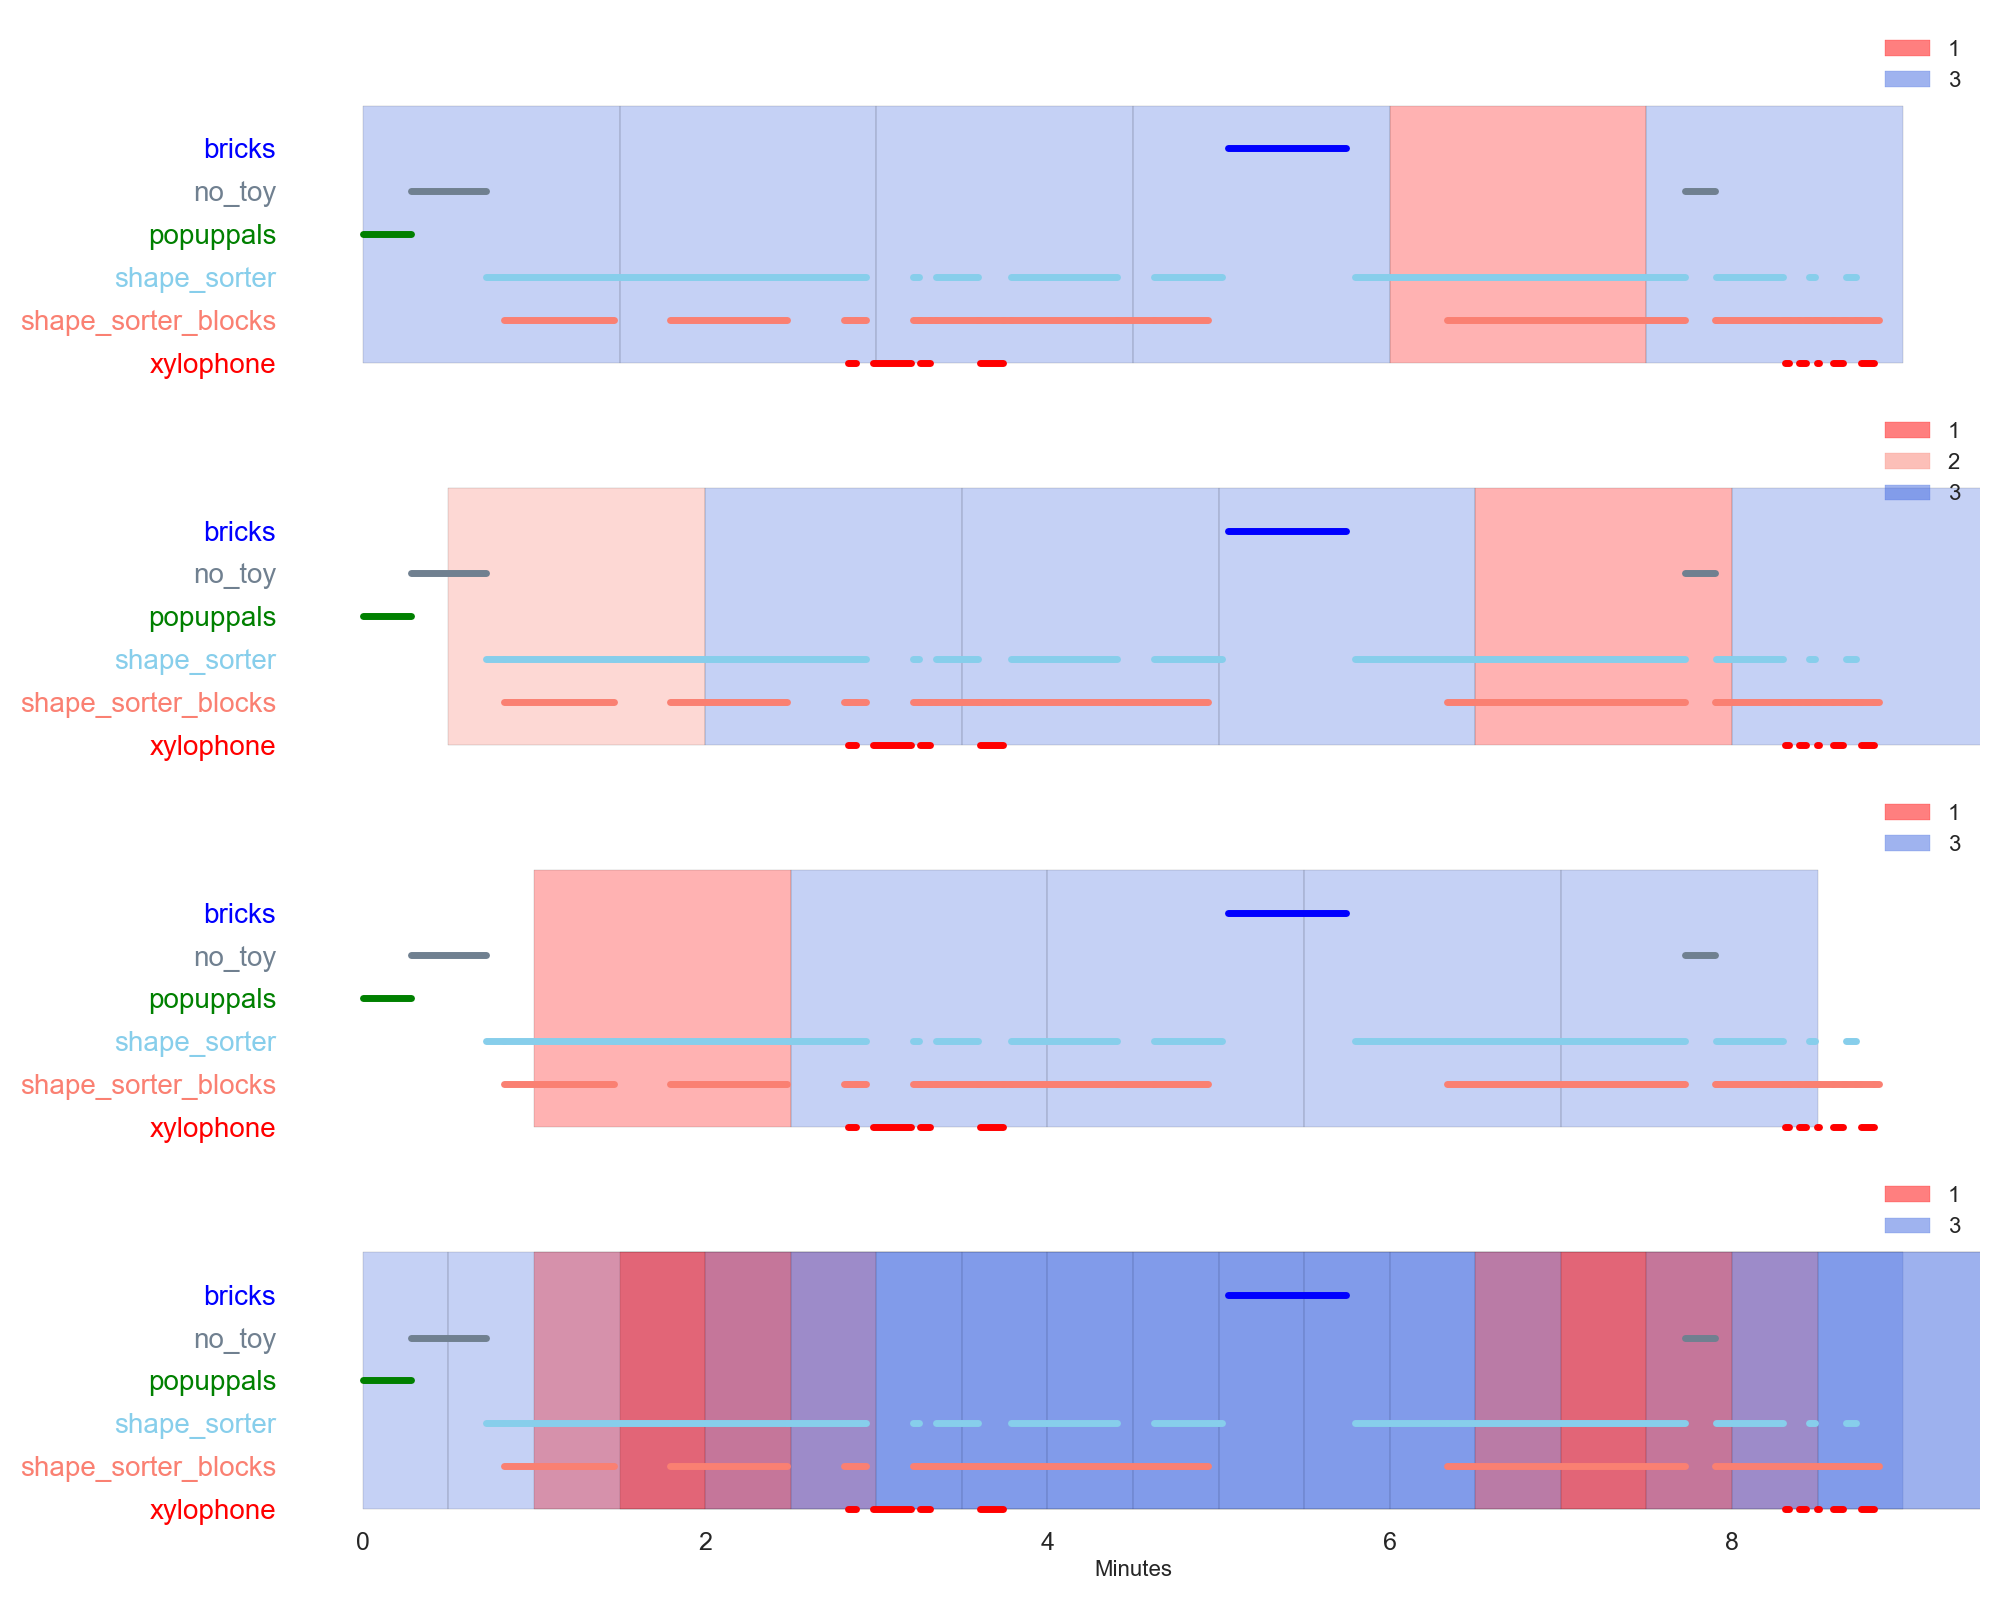 1
3
bricks
no_toy
popuppals
shape_sorter
shape_sorter_blocks
xylophone
1
2
3
bricks
no_toy
popuppals
shape_sorter
shape_sorter_blocks
xylophone
1
3
bricks
no_toy
popuppals
shape_sorter
shape_sorter_blocks
xylophone
1
3
bricks
no_toy
popuppals
shape_sorter
shape_sorter_blocks
xylophone
0 2 4 6 8
Minutes